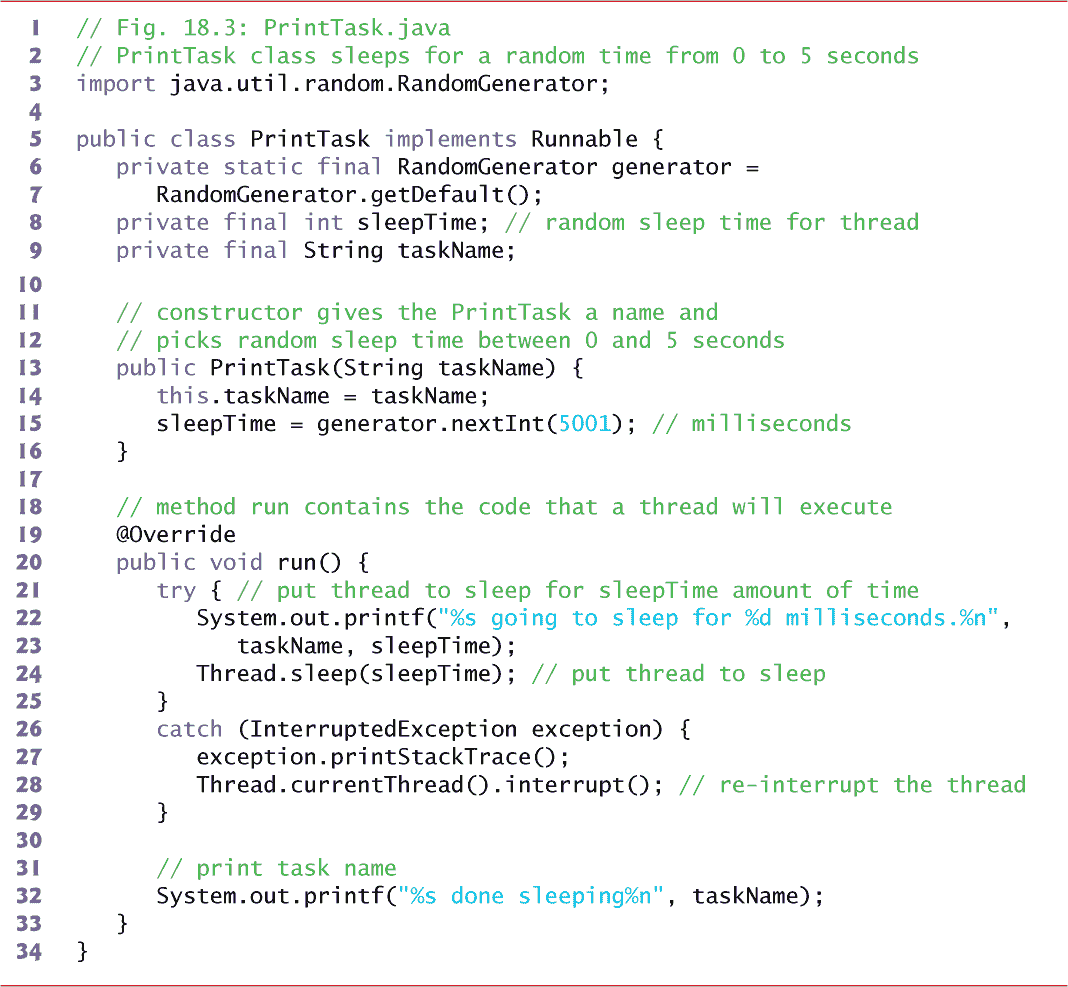 1 // Fig. 18.3: PrintTask.java
2 // PrintTask class sleeps for a random time from 0 to 5 seconds
3 import java.util.random.RandomGenerator;
4
5 public class PrintTask implements Runnable {
6    private static final RandomGenerator generator =
7       RandomGenerator.getDefault();
8    private final int sleepTime; // random sleep time for thread
9    private final String taskName;
10
11    // constructor gives the PrintTask a name and
12    // picks random sleep time between 0 and 5 seconds
13    public PrintTask(String taskName) {
14       this.taskName = taskName;
15       sleepTime = generator.nextInt(5001); // milliseconds
16    }
17
18    // method run contains the code that a thread will execute
19    @Override
20    public void run() {
21       try { // put thread to sleep for sleepTime amount of time
22          System.out.printf("%s going to sleep for %d milliseconds.%n",
23             taskName, sleepTime);
24          Thread.sleep(sleepTime); // put thread to sleep
25       }
26       catch (InterruptedException exception) {
27          exception.printStackTrace();
28          Thread.currentThread().interrupt(); // re-interrupt the thread
29       }
30
31       // print task name
32       System.out.printf("%s done sleeping%n", taskName);
33    }
34 }